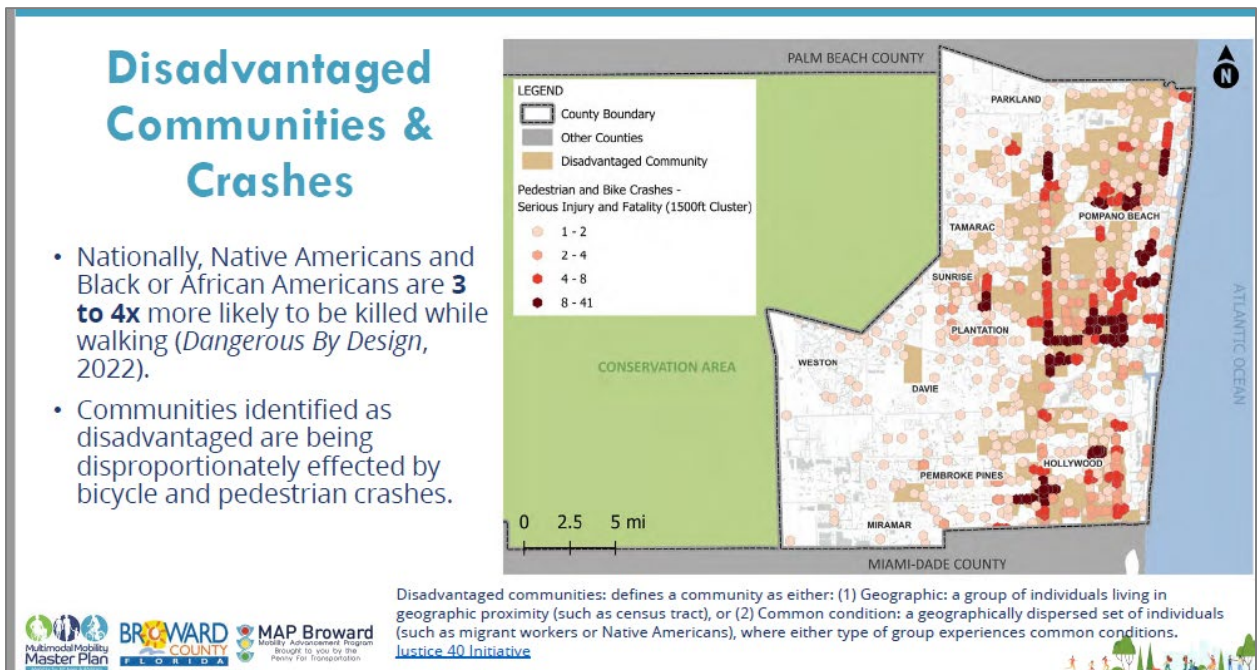 Disadvantaged
Communities &
Crashes
• Nationally, Native Americans and
Black or African Americans are 3
to 4x more likely to be killed while
walking (Dangerous By Design,
2022).
• Communities identified as
disadvantaged are being
disproportionately effected by
bicycle and pedestrian crashes.
PALM BEACH COUNTY
N
LEGEND
County Boundary
Other Counties
Disadvantaged Community
Pedestrian and Bike Crashes -
Serious Injury and Fatality (1500ft Cluster)
1 - 2
2 - 4
4 - 8
8 - 41
PARKLAND
POMPANO BEACH
TAMARAC
SUNRISE
PLANTATION
ATLANTIC OCEAN
WESTON
CONSERVATION AREA
DAVIE
HOLLYWOOD
PEMBROKE PINES
0 2.5 5 mi
MIRAMAR
MIAMI-DADE COUNTY
Disadvantaged communities: defines a community as either: (1) Geographic: a group of individuals living in
geographic proximity (such as census tract), or (2) Common condition: a geographically dispersed set of individuals
(such as migrant workers or Native Americans), where either type of group experiences common conditions.
Justice 40 Initiative
Multimodal Mobility
Master Plan
BROWARD
COUNTY
FLORIDA
MAP Broward
Mobility Advancement Program
Brought to you by the
Penny For Transportation